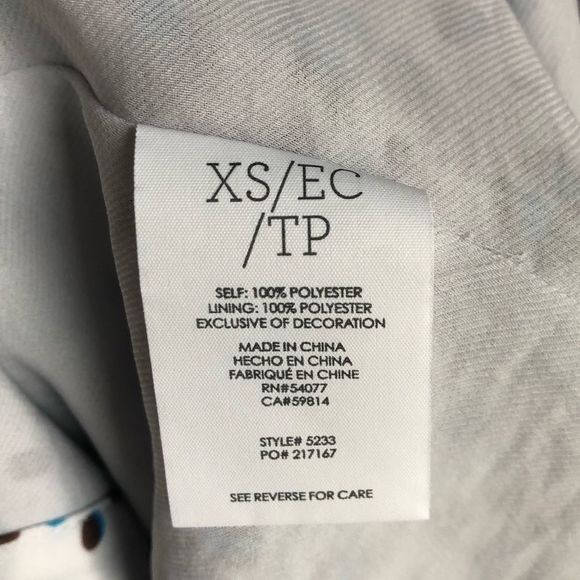 XS/EC
/TP
SELF: 100% POLYESTER
LINING: 100% POLYESTER
EXCLUSIVE OF DECORATION
MADE IN CHINA
HECHO EN CHINA
FABRIQUÉ EN CHINE
RN#54077
CA#59814
STYLE# 5233
PO# 217167
SEE REVERSE FOR CARE